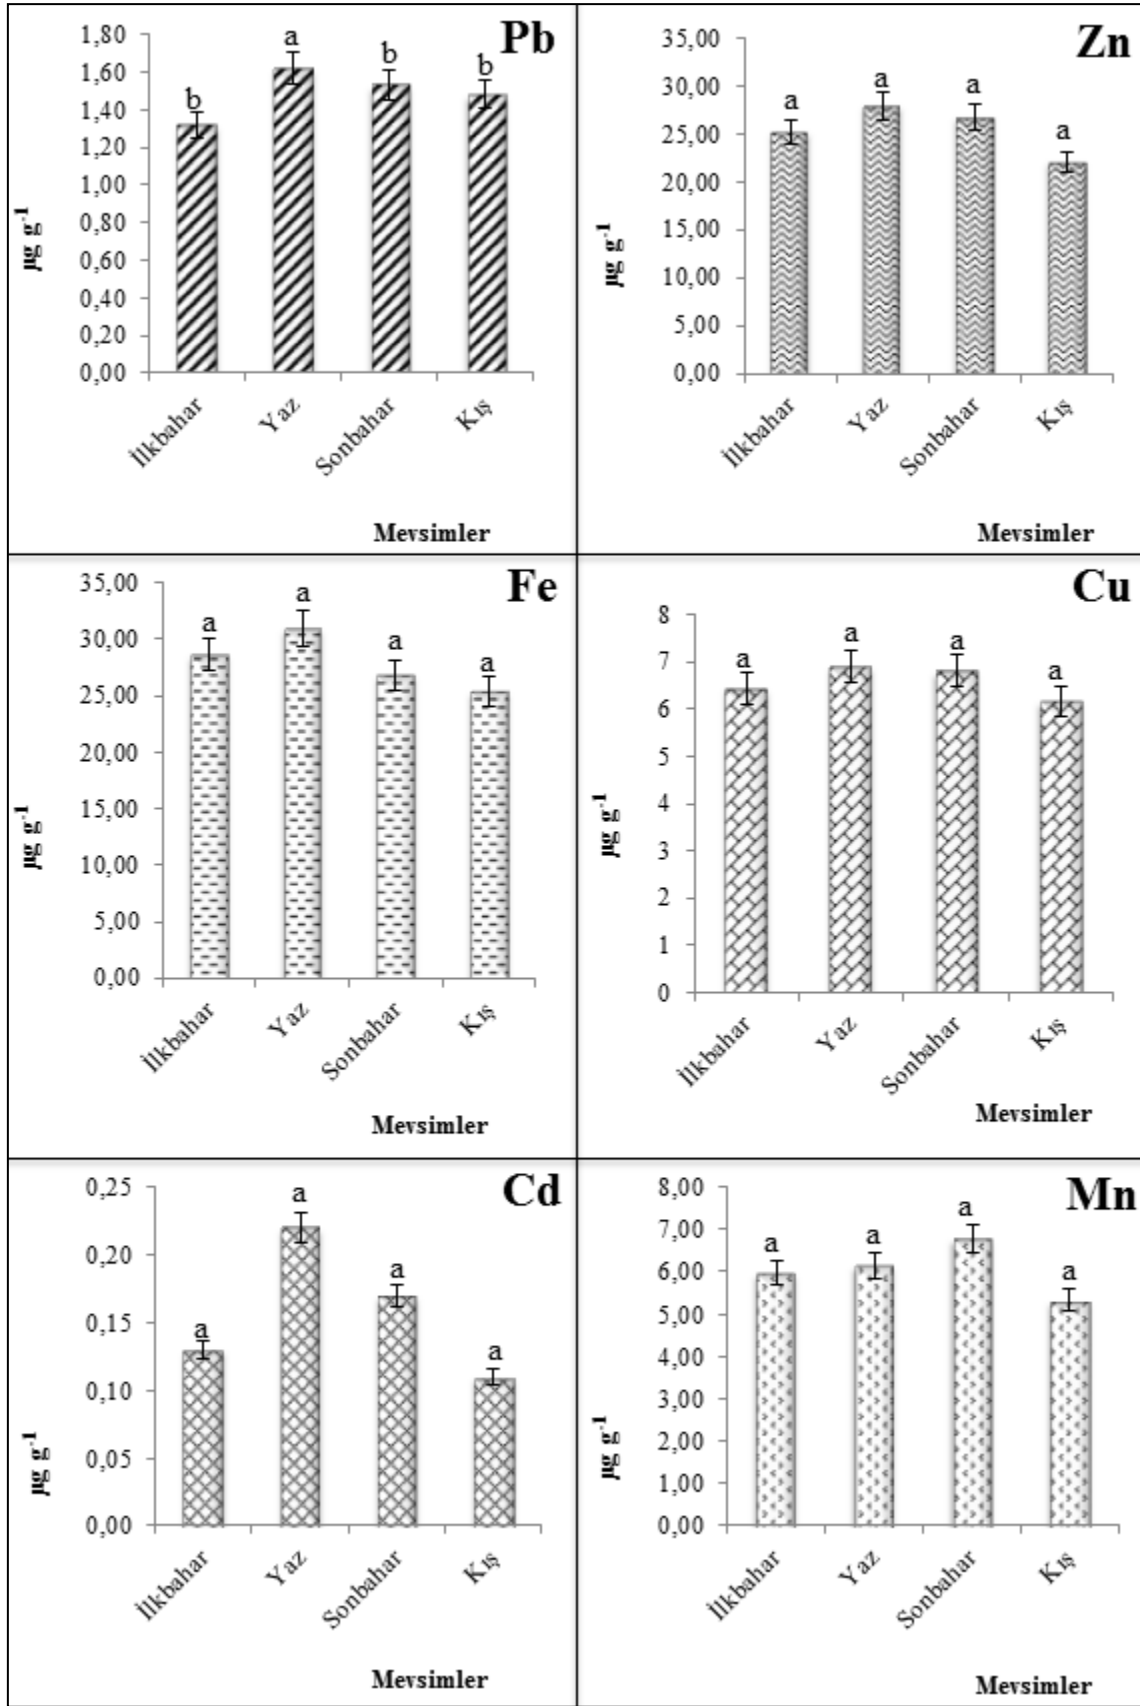 Pb
1,80
1,60
1,40
1,20
1,00
0,80
0,60
0,40
0,20
0,00
b
a
b
b
µg g-1
İlkbahar
Yaz
Sonbahar
Kış
Mevsimler
Zn
35,00
30,00
25,00
20,00
15,00
10,00
5,00
0,00
a
a
a
a
µg g-1
İlkbahar
Yaz
Sonbahar
Kış
Mevsimler
Fe
35,00
30,00
25,00
20,00
15,00
10,00
5,00
0,00
a
a
a
a
µg g-1
İlkbahar
Yaz
Sonbahar
Kış
Mevsimler
Cu
8
7
6
5
4
3
2
1
0
a
a
a
a
µg g-1
İlkbahar
Yaz
Sonbahar
Kış
Mevsimler
Cd
0,25
0,20
0,15
0,10
0,05
0,00
a
a
a
a
µg g-1
İlkbahar
Yaz
Sonbahar
Kış
Mevsimler
Mn
8,00
7,00
6,00
5,00
4,00
3,00
2,00
1,00
0,00
a
a
a
a
µg g-1
İlkbahar
Yaz
Sonbahar
Kış
Mevsimler